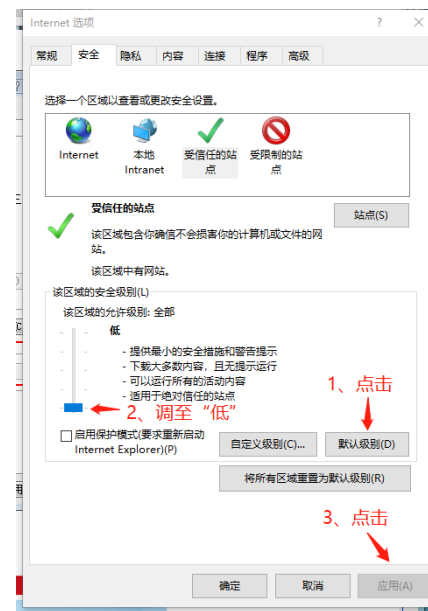 Internet 选项
?
常规 安全 隐私 内容 连接 程序 高级
选择一个区域以查看或更改安全设置。
Internet 本地 受信任的站 受限制的站
Intranet 点 点
受信任的站点 站点(S)
该区域包含你确信不会损害你的计算机或文件的网
站。
该区域中有网站。
该区域的安全级别(L)
该区域的允许级别: 全部
低
- 提供最小的安全措施和警告提示
- 下载大多数内容，且无提示运行
- 可以运行所有的活动内容
- 适用于绝对信任的站点
1、点击
2、调至“低”
启用保护模式(要求重新启动
Internet Explorer)(P)
自定义级别(C)... 默认级别(D)
将所有区域重置为默认级别(R)
3、点击
确定 取消 应用(A)